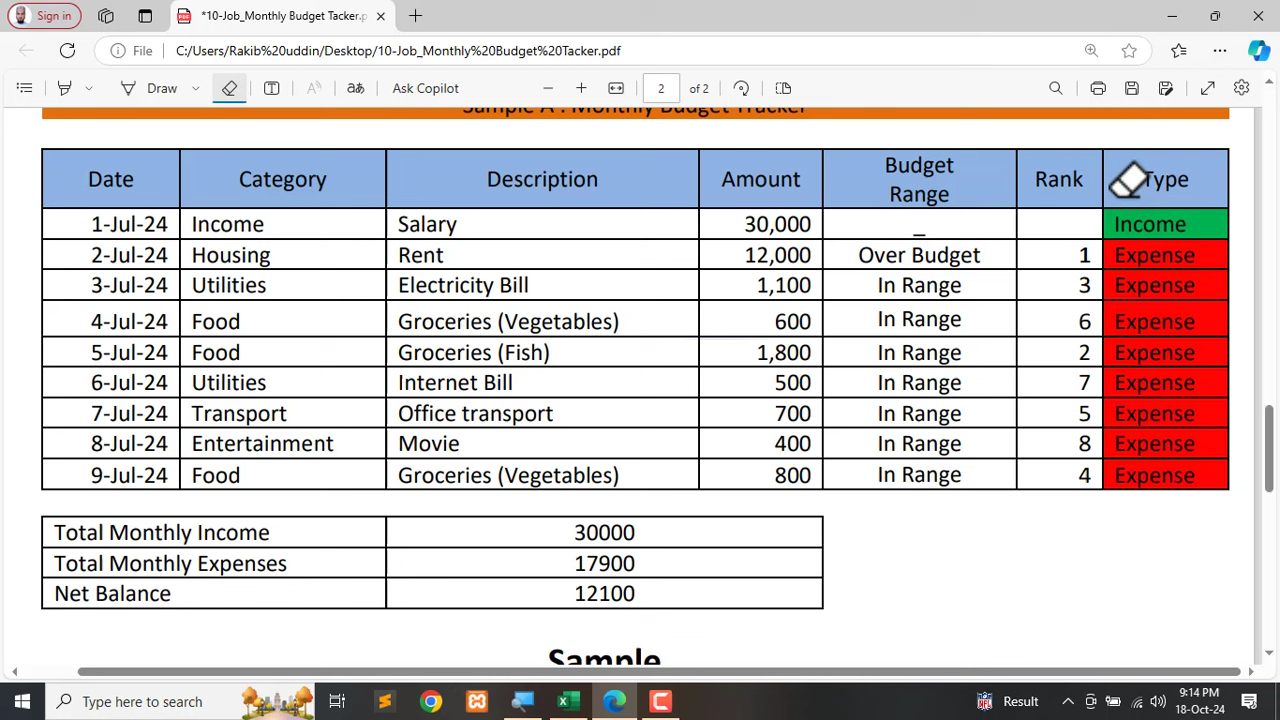 Sign in
*10-Job_Monthly Budget Tacker.p
File C:/Users/Rakib%20uddin/Desktop/10-Job_Monthly%20Budget%20Tacker.pdf
Draw Ask Copilot 2 of 2
Sample A : Monthly Budget Tracker
Date Category Description Amount Budget Range Rank Type
1-Jul-24 Income Salary 30,000 _ Income
2-Jul-24 Housing Rent 12,000 Over Budget 1 Expense
3-Jul-24 Utilities Electricity Bill 1,100 In Range 3 Expense
4-Jul-24 Food Groceries (Vegetables) 600 In Range 6 Expense
5-Jul-24 Food Groceries (Fish) 1,800 In Range 2 Expense
6-Jul-24 Utilities Internet Bill 500 In Range 7 Expense
7-Jul-24 Transport Office transport 700 In Range 5 Expense
8-Jul-24 Entertainment Movie 400 In Range 8 Expense
9-Jul-24 Food Groceries (Vegetables) 800 In Range 4 Expense
Total Monthly Income 30000
Total Monthly Expenses 17900
Net Balance 12100
Sample
Type here to search Result 9:14 PM
18-Oct-24